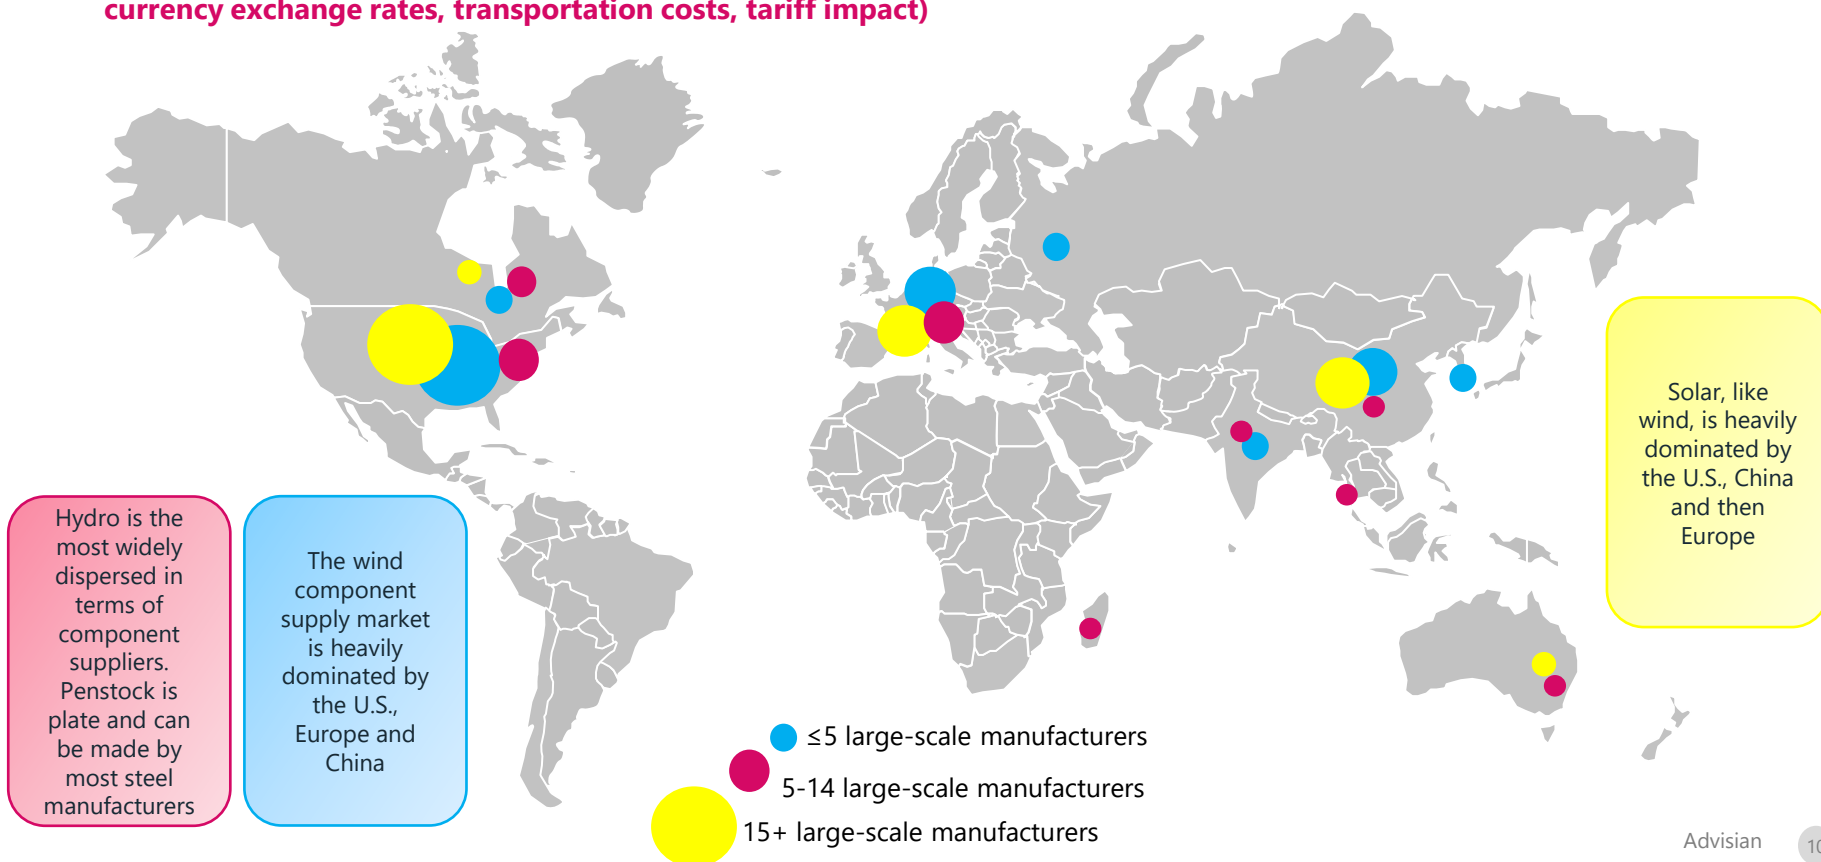 currency exchange rates, transportation costs, tariff impact)
Hydro is the
most widely
dispersed in
terms of
component
suppliers.
Penstock is
plate and can
be made by
most steel
manufacturers
The wind
component
supply market
is heavily
dominated by
the U.S.,
Europe and
China
Solar, like
wind, is heavily
dominated by
the U.S., China
and then
Europe
≤5 large-scale manufacturers
5-14 large-scale manufacturers
15+ large-scale manufacturers
Advisian
10